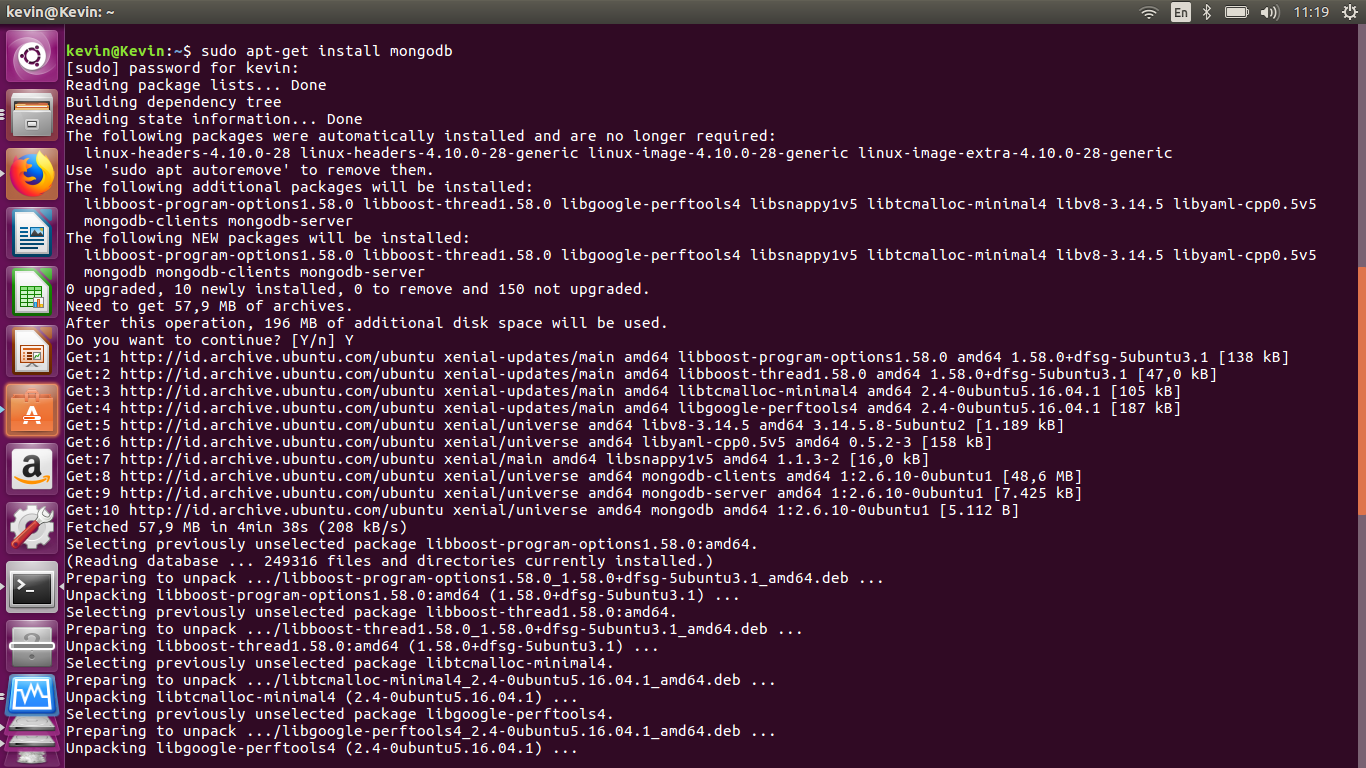 kevin@Kevin: ~
En
11:19
kevin@Kevin:~$ sudo apt-get install mongodb
[sudo] password for kevin:
Reading package lists... Done
Building dependency tree
Reading state information... Done
The following packages were automatically installed and are no longer required:
  linux-headers-4.10.0-28 linux-headers-4.10.0-28-generic linux-image-4.10.0-28-generic linux-image-extra-4.10.0-28-generic
Use 'sudo apt autoremove' to remove them.
The following additional packages will be installed:
  libboost-program-options1.58.0 libboost-thread1.58.0 libgoogle-perftools4 libsnappy1v5 libtcmalloc-minimal4 libv8-3.14.5 libyaml-cpp0.5v5
  mongodb-clients mongodb-server
The following NEW packages will be installed:
  libboost-program-options1.58.0 libboost-thread1.58.0 libgoogle-perftools4 libsnappy1v5 libtcmalloc-minimal4 libv8-3.14.5 libyaml-cpp0.5v5
  mongodb mongodb-clients mongodb-server
0 upgraded, 10 newly installed, 0 to remove and 150 not upgraded.
Need to get 57,9 MB of archives.
After this operation, 196 MB of additional disk space will be used.
Do you want to continue? [Y/n] Y
Get:1 http://id.archive.ubuntu.com/ubuntu xenial-updates/main amd64 libboost-program-options1.58.0 amd64 1.58.0+dfsg-5ubuntu3.1 [138 kB]
Get:2 http://id.archive.ubuntu.com/ubuntu xenial-updates/main amd64 libboost-thread1.58.0 amd64 1.58.0+dfsg-5ubuntu3.1 [47,0 kB]
Get:3 http://id.archive.ubuntu.com/ubuntu xenial-updates/main amd64 libtcmalloc-minimal4 amd64 2.4-0ubuntu5.16.04.1 [105 kB]
Get:4 http://id.archive.ubuntu.com/ubuntu xenial-updates/main amd64 libgoogle-perftools4 amd64 2.4-0ubuntu5.16.04.1 [187 kB]
Get:5 http://id.archive.ubuntu.com/ubuntu xenial/universe amd64 libv8-3.14.5 amd64 3.14.5.8-5ubuntu2 [1.189 kB]
Get:6 http://id.archive.ubuntu.com/ubuntu xenial/universe amd64 libyaml-cpp0.5v5 amd64 0.5.2-3 [158 kB]
Get:7 http://id.archive.ubuntu.com/ubuntu xenial/main amd64 libsnappy1v5 amd64 1.1.3-2 [16,0 kB]
Get:8 http://id.archive.ubuntu.com/ubuntu xenial/universe amd64 mongodb-clients amd64 1:2.6.10-0ubuntu1 [48,6 MB]
Get:9 http://id.archive.ubuntu.com/ubuntu xenial/universe amd64 mongodb-server amd64 1:2.6.10-0ubuntu1 [7.425 kB]
Get:10 http://id.archive.ubuntu.com/ubuntu xenial/universe amd64 mongodb amd64 1:2.6.10-0ubuntu1 [5.112 B]
Fetched 57,9 MB in 4min 38s (208 kB/s)
Selecting previously unselected package libboost-program-options1.58.0:amd64.
(Reading database ... 249316 files and directories currently installed.)
Preparing to unpack .../libboost-program-options1.58.0_1.58.0+dfsg-5ubuntu3.1_amd64.deb ...
Unpacking libboost-program-options1.58.0:amd64 (1.58.0+dfsg-5ubuntu3.1) ...
Selecting previously unselected package libboost-thread1.58.0:amd64.
Preparing to unpack .../libboost-thread1.58.0_1.58.0+dfsg-5ubuntu3.1_amd64.deb ...
Unpacking libboost-thread1.58.0:amd64 (1.58.0+dfsg-5ubuntu3.1) ...
Selecting previously unselected package libtcmalloc-minimal4.
Preparing to unpack .../libtcmalloc-minimal4_2.4-0ubuntu5.16.04.1_amd64.deb ...
Unpacking libtcmalloc-minimal4 (2.4-0ubuntu5.16.04.1) ...
Selecting previously unselected package libgoogle-perftools4.
Preparing to unpack .../libgoogle-perftools4_2.4-0ubuntu5.16.04.1_amd64.deb ...
Unpacking libgoogle-perftools4 (2.4-0ubuntu5.16.04.1) ...